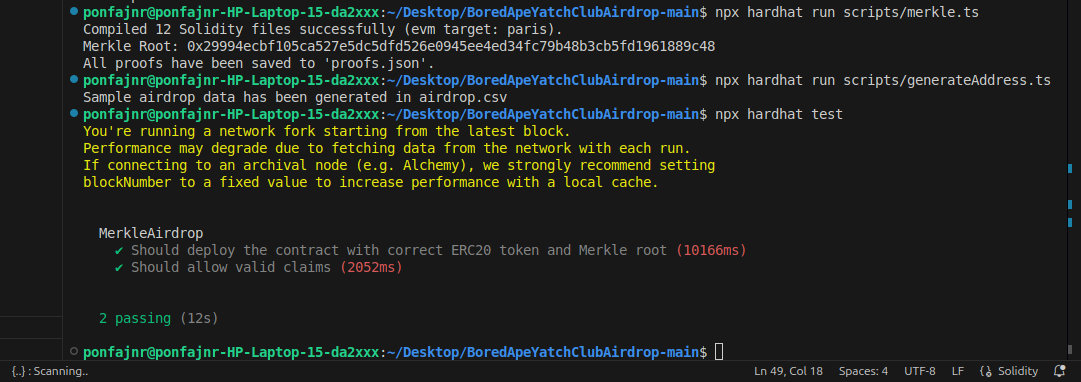 ponfajnr@ponfajnr-HP-Laptop-15-da2xxx:~/Desktop/BoredApeYatchClubAirdrop-main$ npx hardhat run scripts/merkle.ts
Compiled 12 Solidity files successfully (evm target: paris).
Merkle Root: 0x29994ecbf105ca527e5dc5dfd526e0945ee4ed34fc79b48b3cb5fd1961889c48
All proofs have been saved to 'proofs.json'.
ponfajnr@ponfajnr-HP-Laptop-15-da2xxx:~/Desktop/BoredApeYatchClubAirdrop-main$ npx hardhat run scripts/generateAddress.ts
Sample airdrop data has been generated in airdrop.csv
ponfajnr@ponfajnr-HP-Laptop-15-da2xxx:~/Desktop/BoredApeYatchClubAirdrop-main$ npx hardhat test
You're running a network fork starting from the latest block.
Performance may degrade due to fetching data from the network with each run.
If connecting to an archival node (e.g. Alchemy), we strongly recommend setting
blockNumber to a fixed value to increase performance with a local cache.
MerkleAirdrop
✔ Should deploy the contract with correct ERC20 token and Merkle root (10166ms)
✔ Should allow valid claims (2052ms)
2 passing (12s)
ponfajnr@ponfajnr-HP-Laptop-15-da2xxx:~/Desktop/BoredApeYatchClubAirdrop-main$
{..} : Scanning.. Ln 49, Col 18 Spaces: 4 UTF-8 LF Solidity